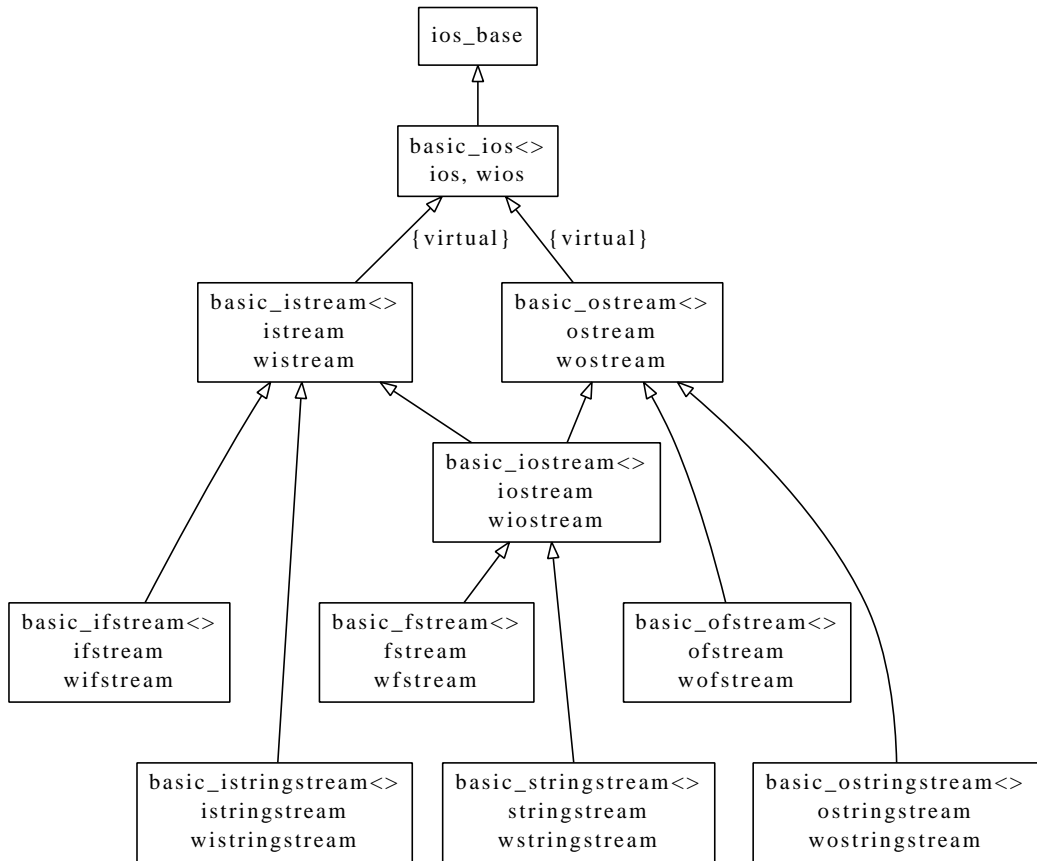 ios_base
basic_ios<>
ios, wios
{virtual}
{virtual}
basic_istream<>
istream
wistream
basic_ostream<>
ostream
wostream
basic_iostream<>
iostream
wiostream
basic_ifstream<>
ifstream
wifstream
basic_fstream<>
fstream
wfstream
basic_ofstream<>
ofstream
wofstream
basic_istringstream<>
istringstream
wistringstream
basic_stringstream<>
stringstream
wstringstream
basic_ostringstream<>
ostringstream
wostringstream